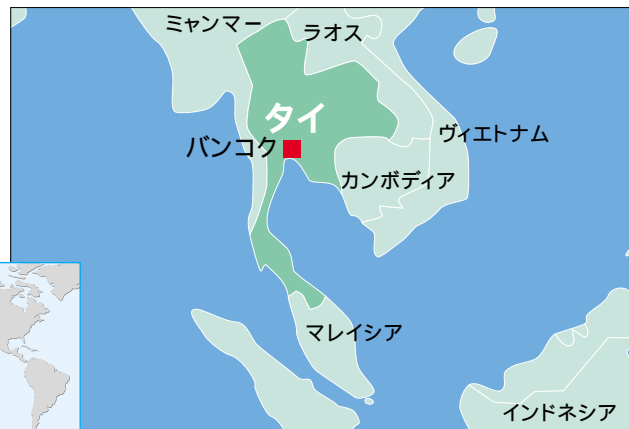 ミャンマー
ラオス
タイ
バンコク
ヴィエトナム
カンボディア
マレイシア
インドネシア